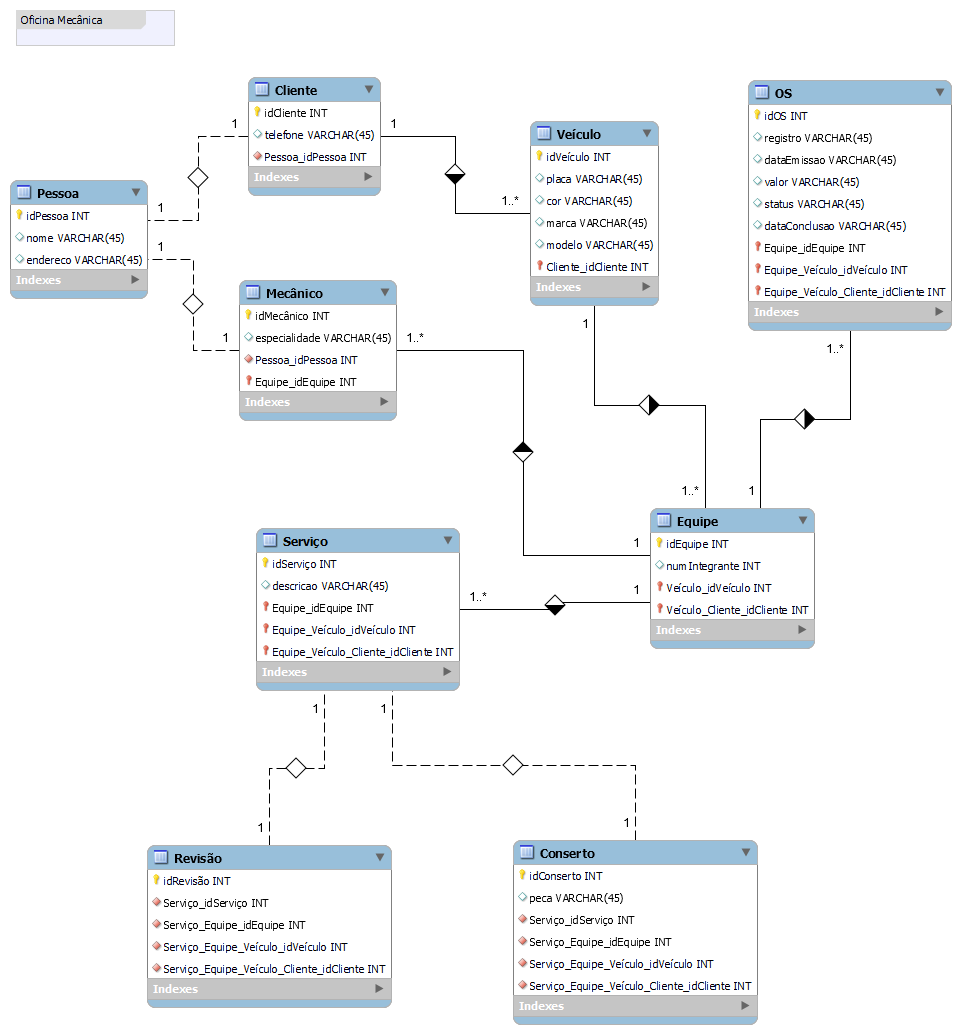 Oficina Mecânica
Cliente
idCliente INT
telefone VARCHAR(45)
Pessoa_idPessoa INT
Indexes
OS
idOS INT
registro VARCHAR(45)
dataEmissao VARCHAR(45)
valor VARCHAR(45)
status VARCHAR(45)
dataConclusao VARCHAR(45)
Equipe_idEquipe INT
Equipe_Veículo_idVeículo INT
Equipe_Veículo_Cliente_idCliente INT
Indexes
Veículo
idVeículo INT
placa VARCHAR(45)
cor VARCHAR(45)
marca VARCHAR(45)
modelo VARCHAR(45)
Cliente_idCliente INT
Indexes
1
1
1..*
Pessoa
idPessoa INT
nome VARCHAR(45)
endereco VARCHAR(45)
Indexes
1
1
Mecânico
idMecânico INT
especialidade VARCHAR(45)
Pessoa_idPessoa INT
Equipe_idEquipe INT
Indexes
1
1..*
1
1..*
1..*
1
Equipe
idEquipe INT
numIntegrante INT
Veículo_idVeículo INT
Veículo_Cliente_idCliente INT
Indexes
1
1
Serviço
idServiço INT
descricao VARCHAR(45)
Equipe_idEquipe INT
Equipe_Veículo_idVeículo INT
Equipe_Veículo_Cliente_idCliente INT
Indexes
1..*
1
1
1
1
Revisão
idRevisão INT
Serviço_idServiço INT
Serviço_Equipe_idEquipe INT
Serviço_Equipe_Veículo_idVeículo INT
Serviço_Equipe_Veículo_Cliente_idCliente INT
Indexes
Conserto
idConserto INT
peca VARCHAR(45)
Serviço_idServiço INT
Serviço_Equipe_idEquipe INT
Serviço_Equipe_Veículo_idVeículo INT
Serviço_Equipe_Veículo_Cliente_idCliente INT
Indexes